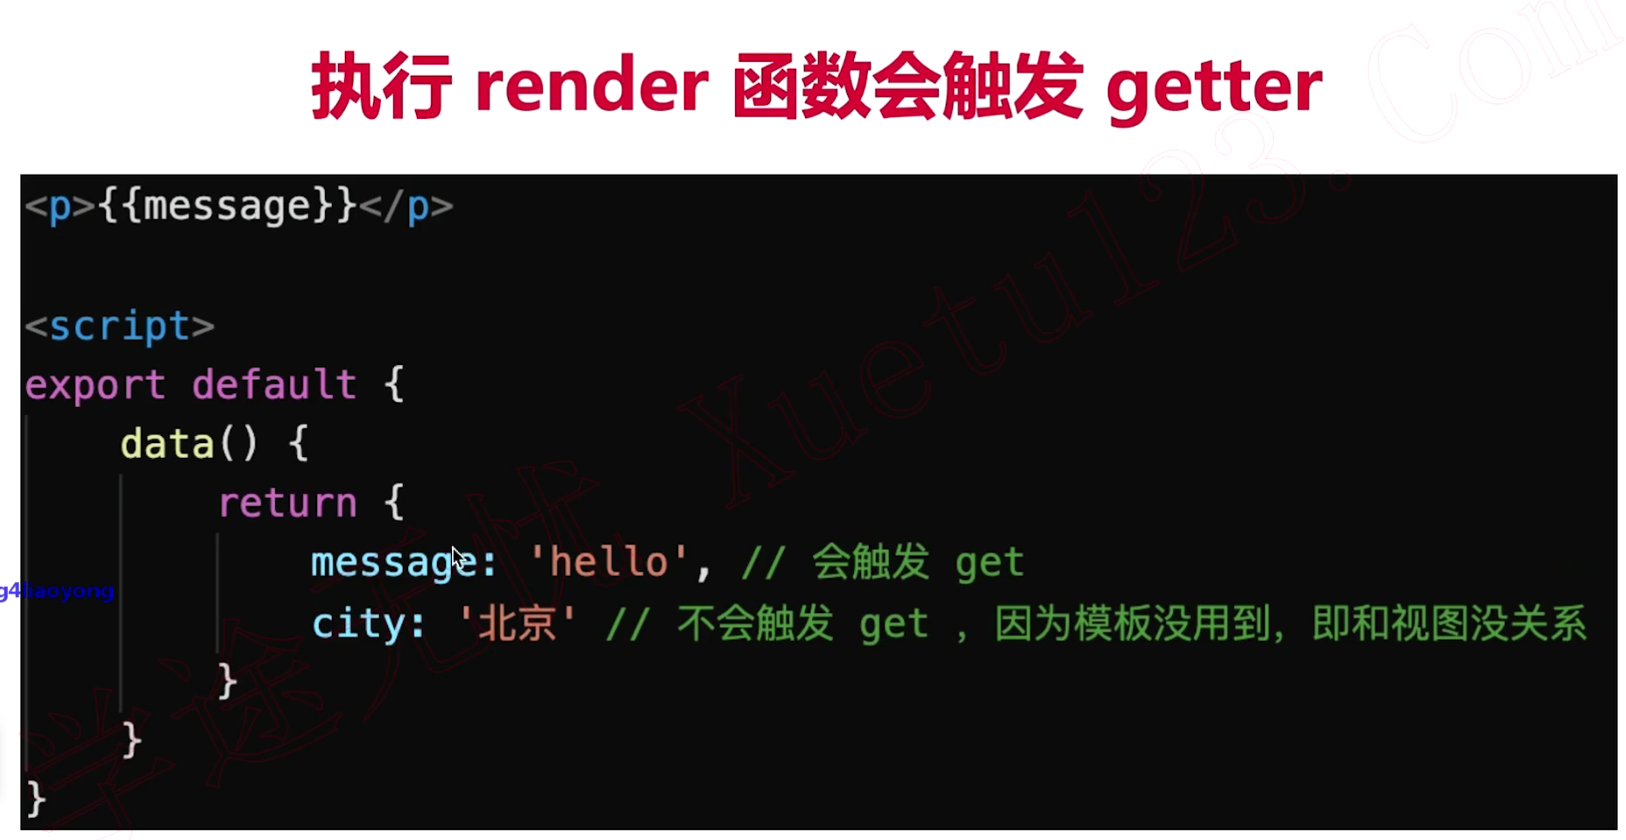 执行 render 函数会触发 getter
<p>{{message}}</p>
<script>
export default {
data() {
return {
message: 'hello', // 会触发 get
city: '北京' // 不会触发 get ，因为模板没用到，即和视图没关系
}
}
}
g4liaoyong
学途无忧 Xuetu123.Com